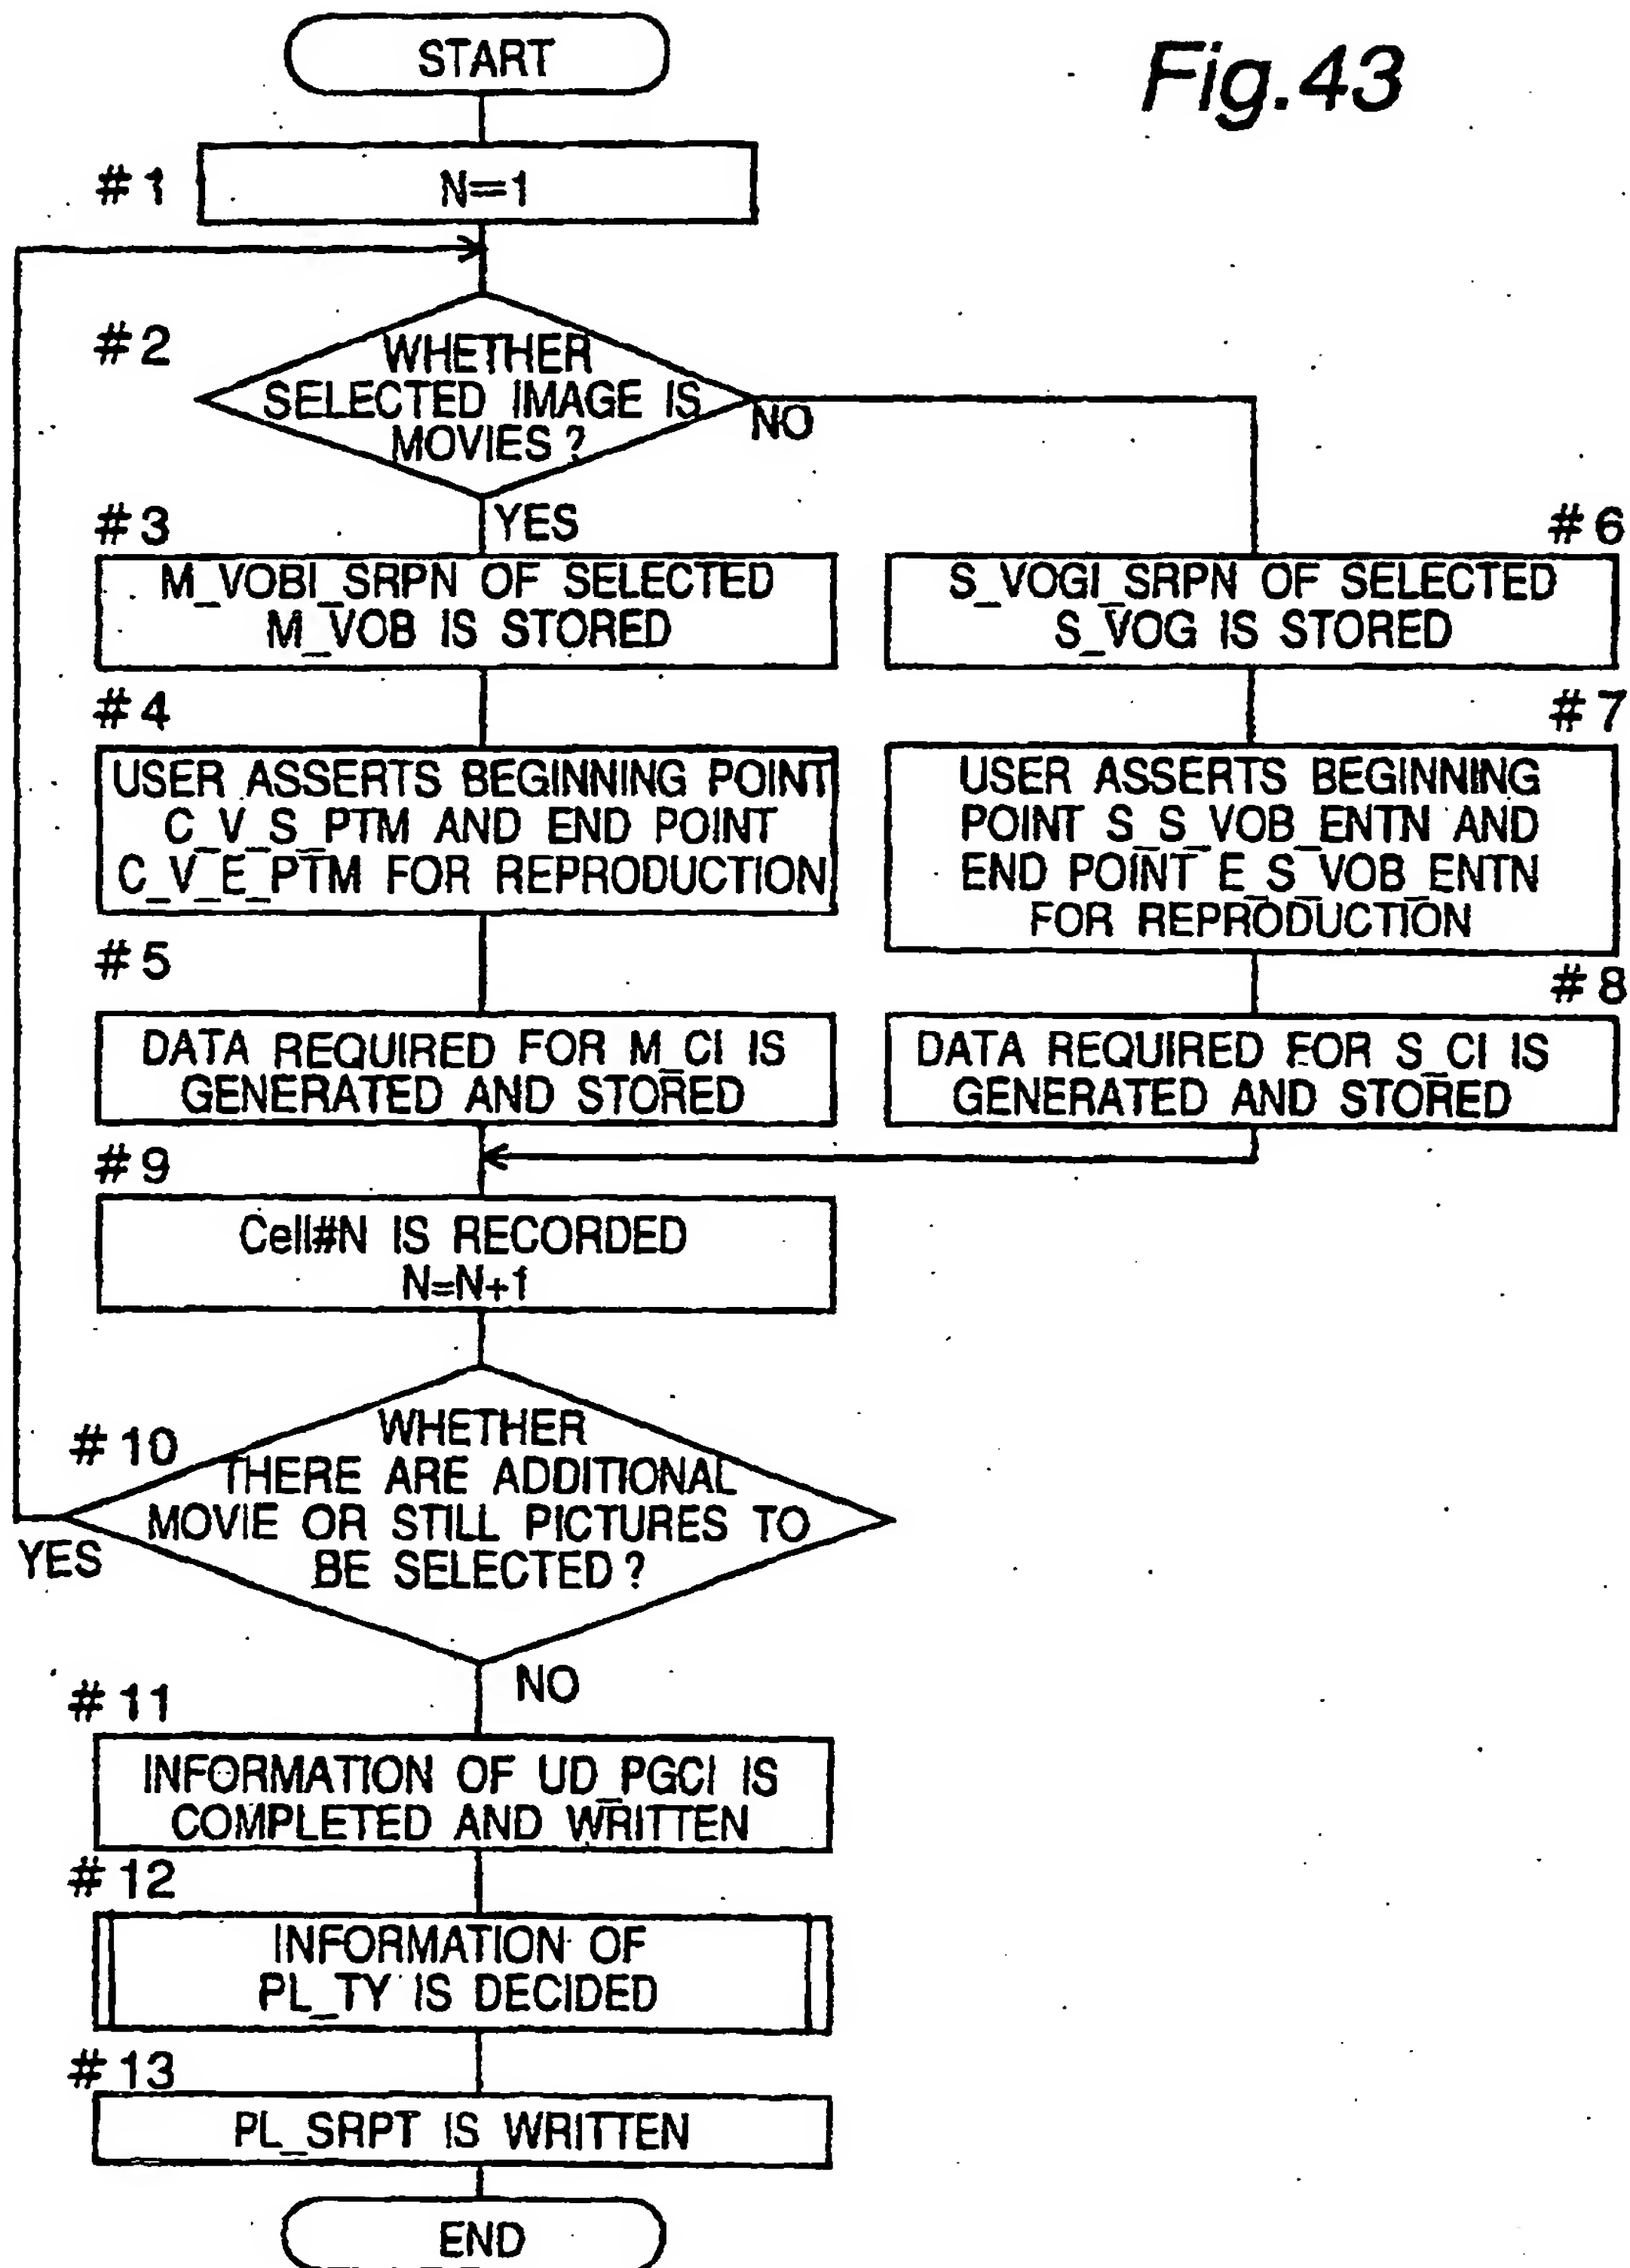 START
Fig.43
#1
N=1
#2
WHETHER
SELECTED IMAGE IS
MOVIES?
NO
YES
#3
M_VOBI_SRPN OF SELECTED
M_VOB IS STORED
#6
S_VOGI_SRPN OF SELECTED
S_VOG IS STORED
#4
USER ASSERTS BEGINNING POINT
C_V_S_PTM AND END POINT
C_V_E_PTM FOR REPRODUCTION
#7
USER ASSERTS BEGINNING
POINT S_S_VOB_ENTN AND
END POINT E_S_VOB_ENTN
FOR REPRODUCTION
#5
DATA REQUIRED FOR M_CI IS
GENERATED AND STORED
#8
DATA REQUIRED FOR S_CI IS
GENERATED AND STORED
#9
Cell#N IS RECORDED
N=N+1
#10
WHETHER
THERE ARE ADDITIONAL
MOVIE OR STILL PICTURES TO
BE SELECTED?
YES
NO
#11
INFORMATION OF UD_PGCI IS
COMPLETED AND WRITTEN
#12
INFORMATION OF
PL_TY IS DECIDED
#13
PL_SRPT IS WRITTEN
END